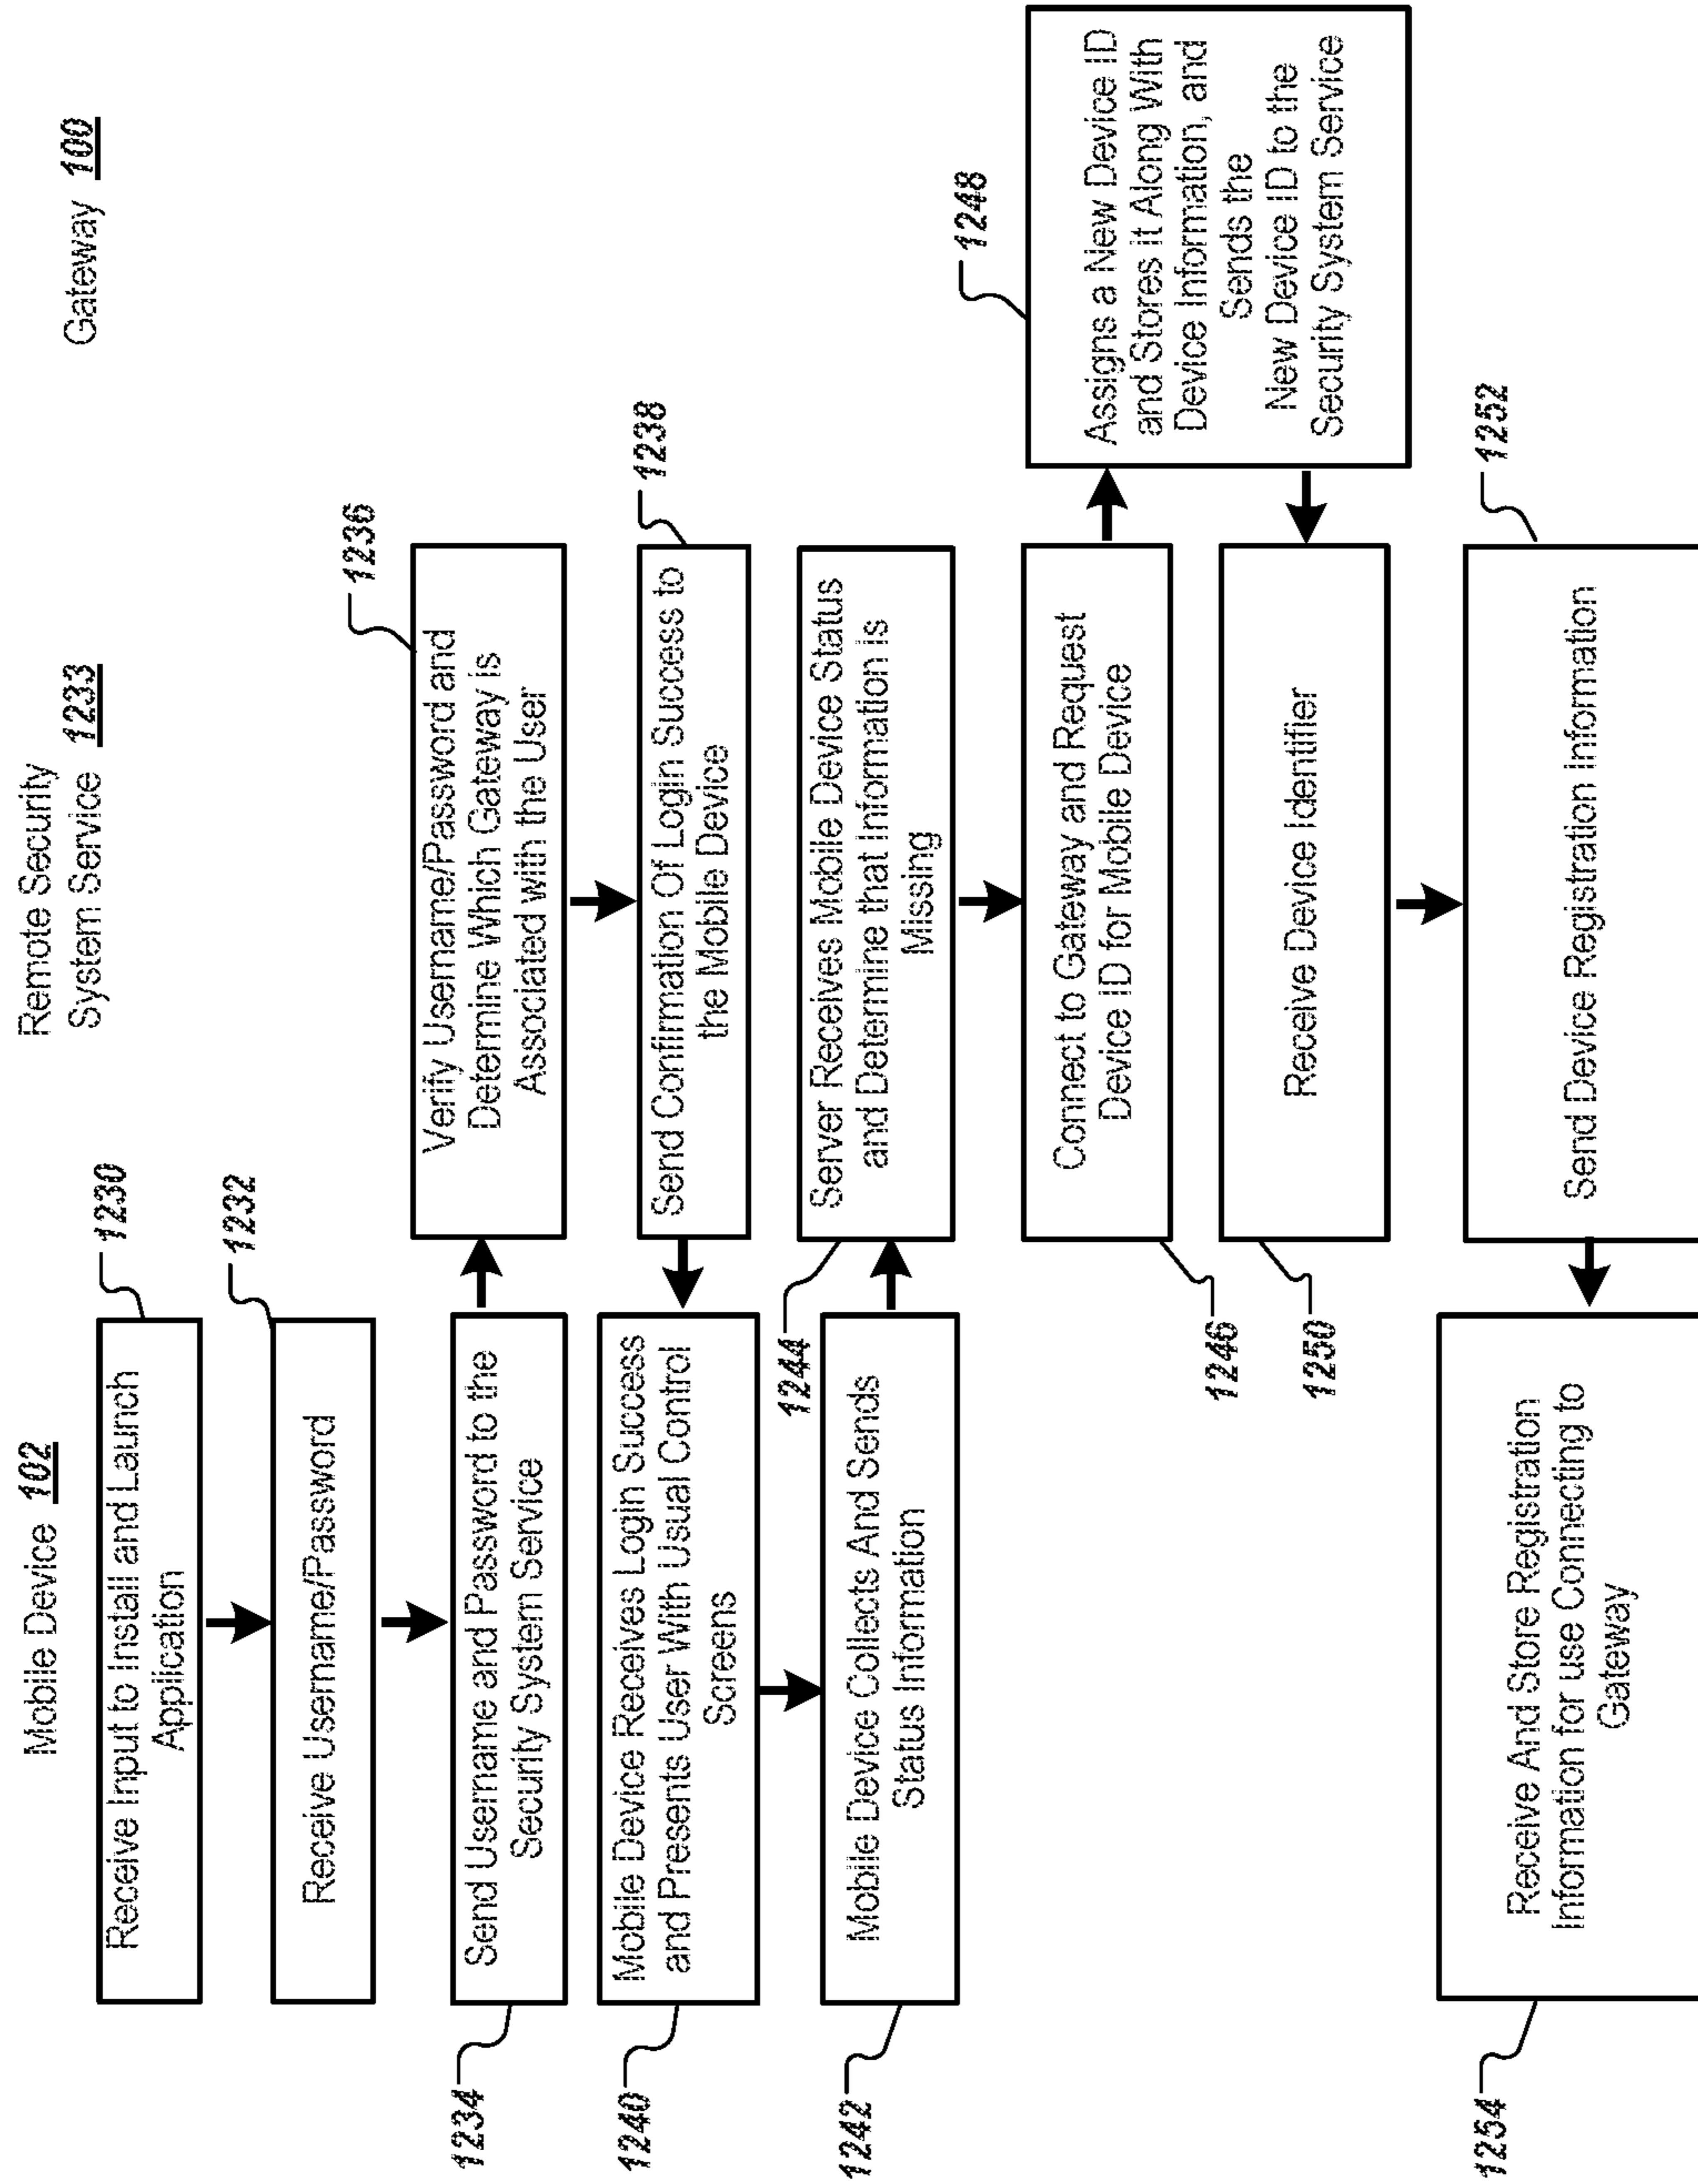 Mobile Device 102
Remote Security
System Service 1233
Gateway 100
1230
Receive Input to Install and Launch
Application
1232
Receive Username/Password
1234
Send Username and Password to the
Security System Service
1236
Verify Username/Password and
Determine Which Gateway is
Associated with the User
1238
Send Confirmation Of Login Success to
the Mobile Device
1240
Mobile Device Receives Login Success
and Presents User With Usual Control
Screens
1242
Mobile Device Collects And Sends
Status Information
1244
Server Receives Mobile Device Status
and Determine that Information is
Missing
1246
Connect to Gateway and Request
Device ID for Mobile Device
1248
Assigns a New Device ID
and Stores it Along With
Device Information, and
Sends the
New Device ID to the
Security System Service
1250
Receive Device Identifier
1252
Send Device Registration Information
1254
Receive And Store Registration
Information for use Connecting to
Gateway